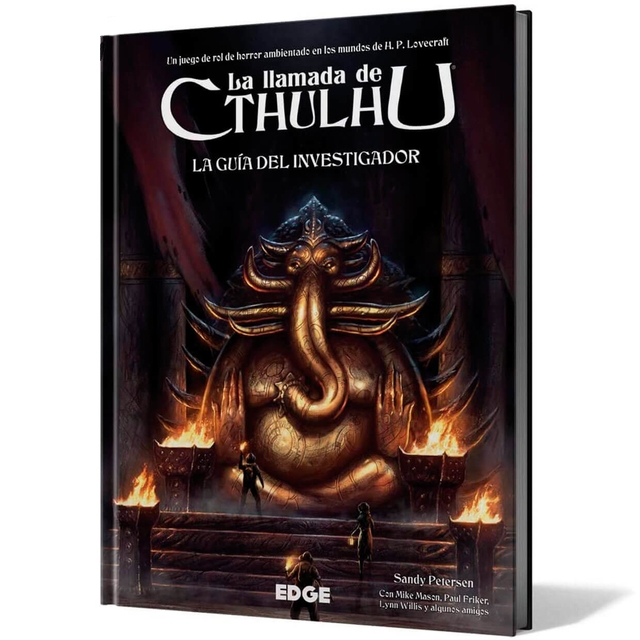 Un juego de rol de horror ambientado en los mundos de H. P. Lovecraft
La llamada de
CTHULHU®
LA GUÍA DEL INVESTIGADOR
Sandy Petersen
Con Mike Mason, Paul Friker,
Lynn Willis y algunos amigos
EDGE